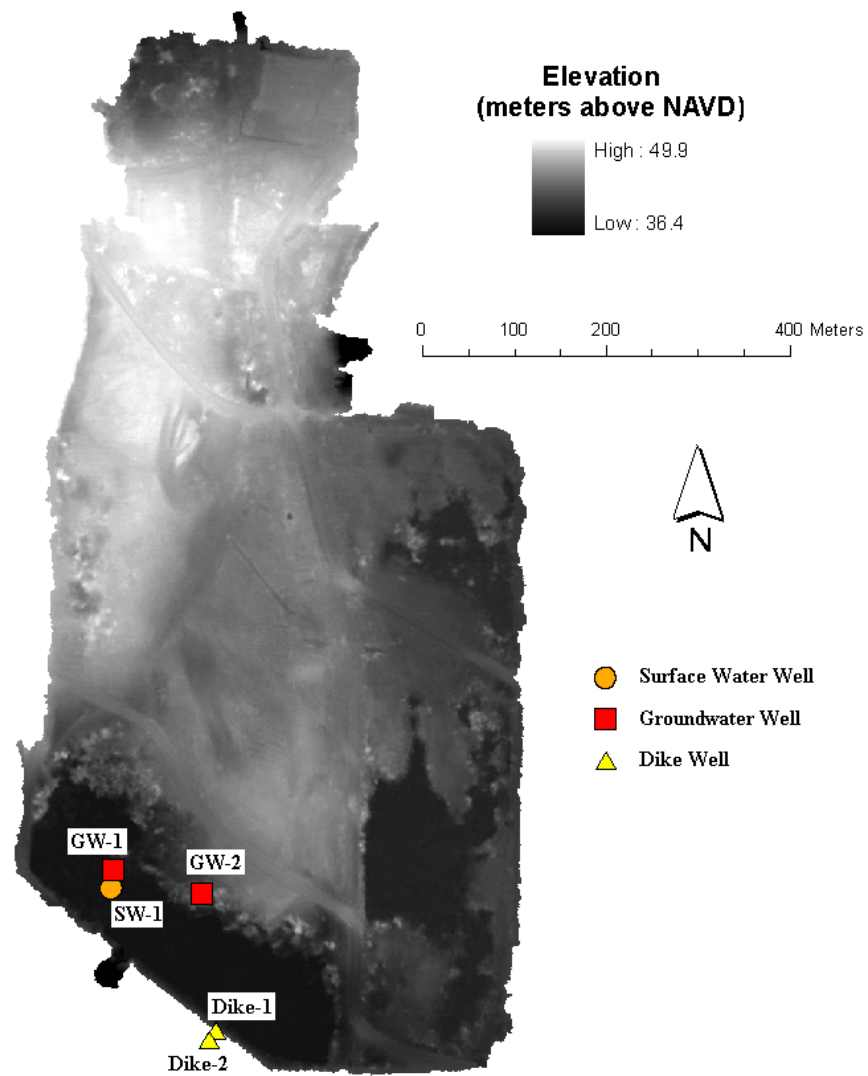 Elevation
(meters above NAVD)
High : 49.9
Low : 36.4
0 100 200 400 Meters
N
Surface Water Well
Groundwater Well
Dike Well
GW-1
GW-2
SW-1
Dike-1
Dike-2